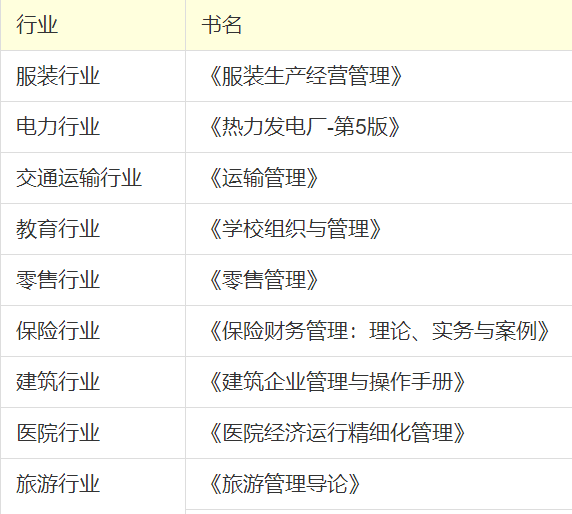 行业 书名
服装行业 《服装生产经营管理》
电力行业 《热力发电厂-第5版》
交通运输行业 《运输管理》
教育行业 《学校组织与管理》
零售行业 《零售管理》
保险行业 《保险财务管理：理论、实务与案例》
建筑行业 《建筑企业管理与操作手册》
医院行业 《医院经济运行精细化管理》
旅游行业 《旅游管理导论》